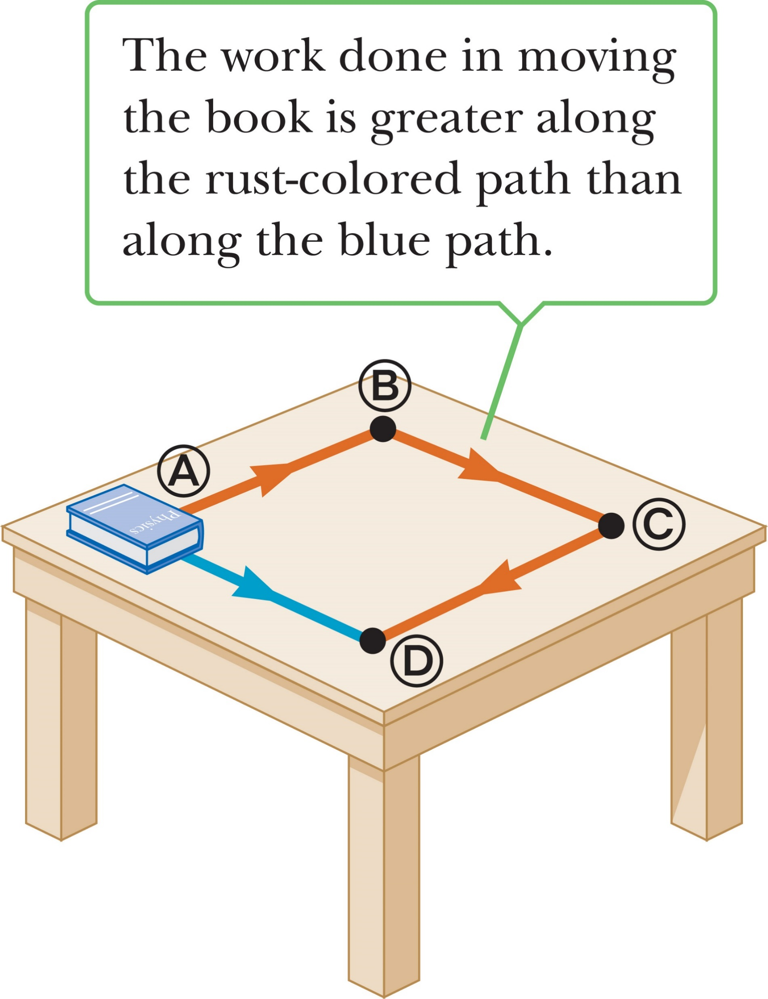 The work done in moving
the book is greater along
the rust-colored path than
along the blue path.
B
A
Physics
C
D